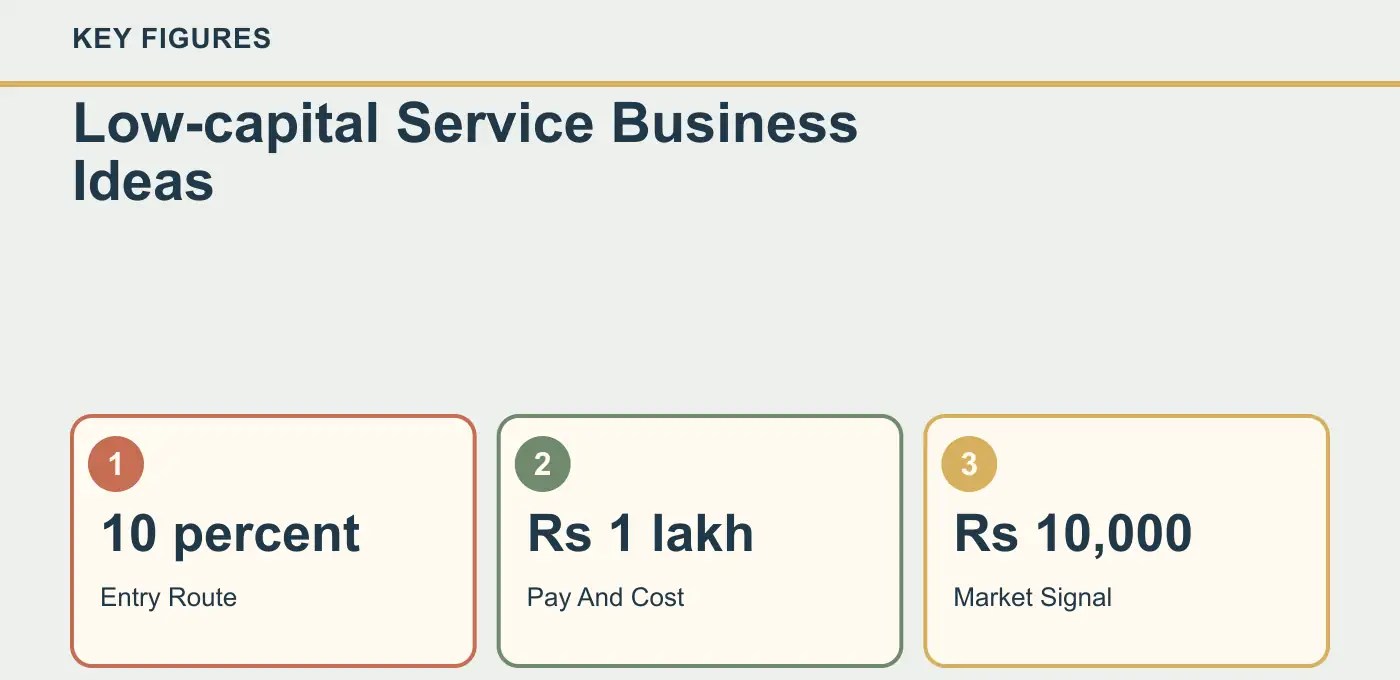 KEY FIGURES
Low-capital Service Business
Ideas
1
10 percent
Entry Route
2
Rs 1 lakh
Pay And Cost
3
Rs 10,000
Market Signal